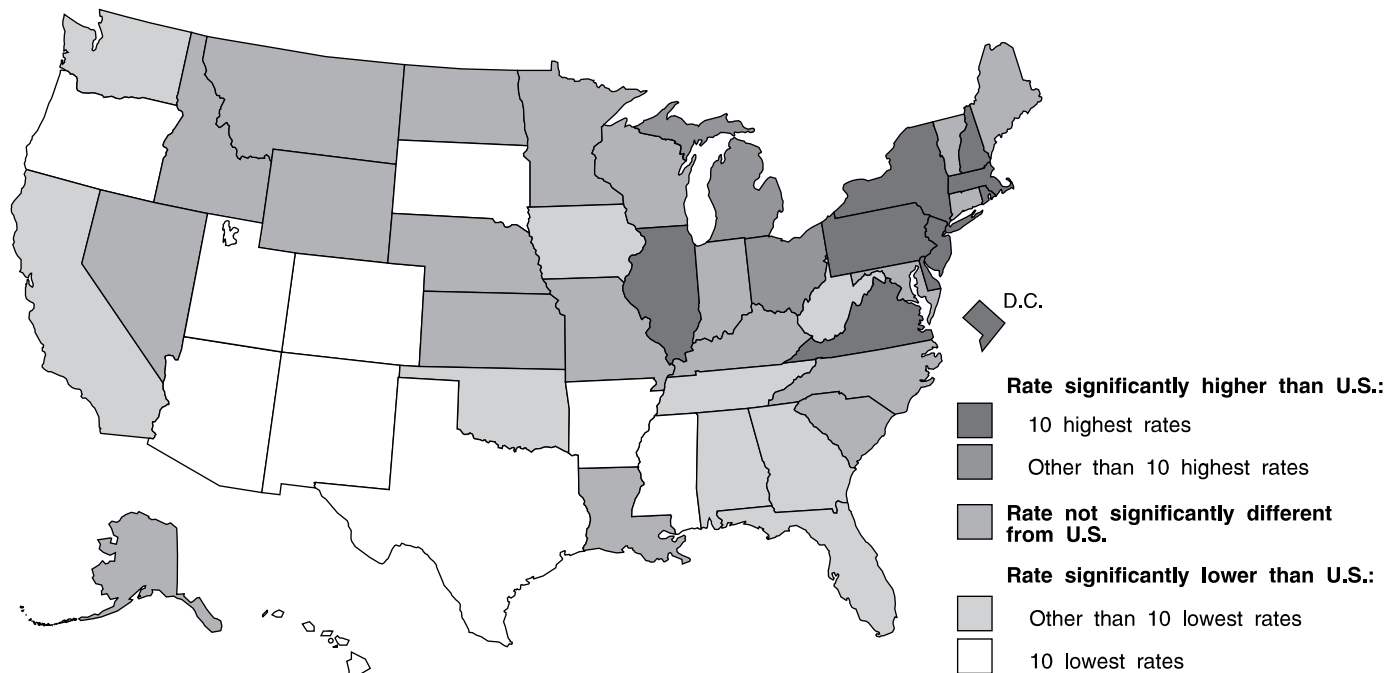 D.C.
Rate significantly higher than U.S.:
10 highest rates
Other than 10 highest rates
Rate not significantly different
from U.S.
Rate significantly lower than U.S.:
Other than 10 lowest rates
10 lowest rates